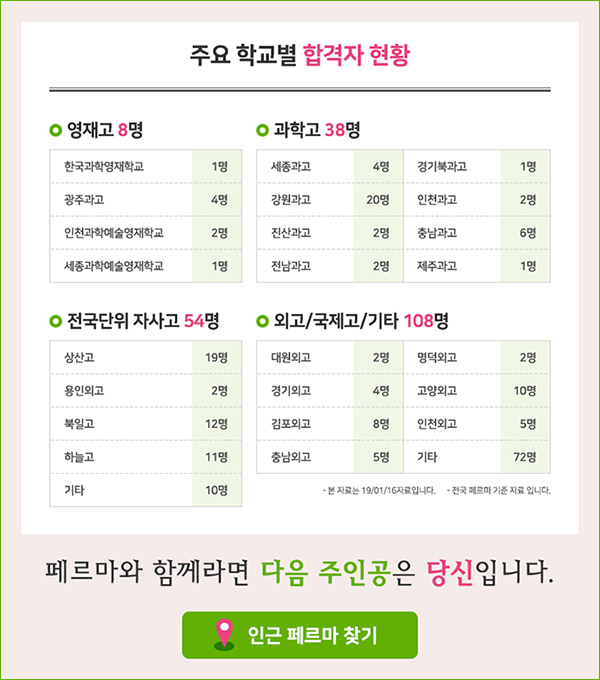 주요 학교별 합격자 현황
영재고 8명
한국과학영재학교 1명
광주과고 4명
인천과학예술영재학교 2명
세종과학예술영재학교 1명
과학고 38명
세종과고 4명 경기북과고 1명
강원과고 20명 인천과고 2명
진산과고 2명 충남과고 6명
전남과고 2명 제주과고 1명
전국단위 자사고 54명
상산고 19명
용인외고 2명
북일고 12명
하늘고 11명
기타 10명
외고/국제고/기타 108명
대원외고 2명 명덕외고 2명
경기외고 4명 고양외고 10명
김포외고 8명 인천외고 5명
충남외고 5명 기타 72명
- 본 자료는 19/01/16자료입니다. - 전국 페르마 기준 자료 입니다.
페르마와 함께라면 다음 주인공은 당신입니다.
인근 페르마 찾기